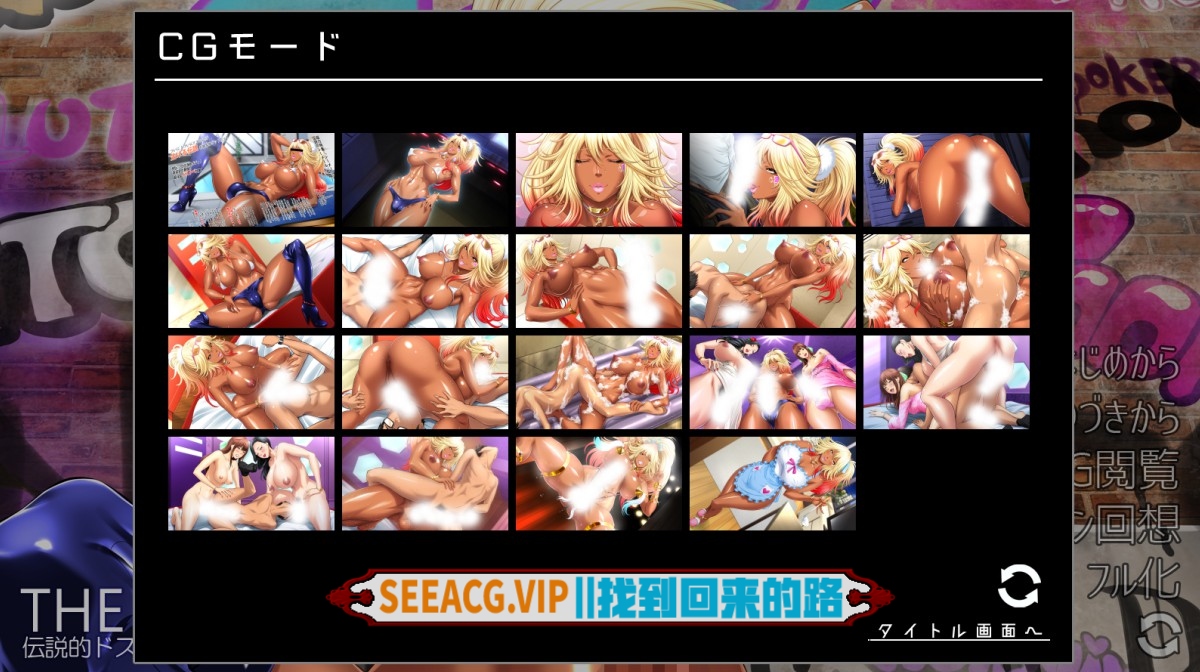 CGモード
じめから
づきから
G閲覧
ン回想
フル化
SEEACG.VIP||找到回来的路
THE
伝説的ドス
タイトル画面へ